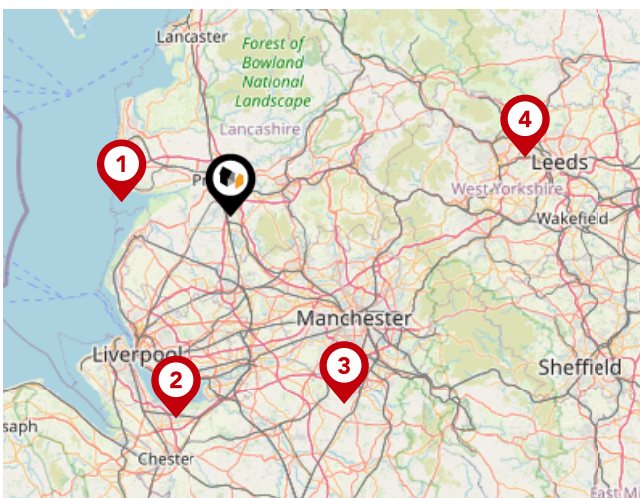 Lancaster
Forest of
Bowland
National
Landscape
Lancashire
4
1
Leeds
West Yorkshire
Wakefield
Manchester
Liverpool
3
Sheffield
2
saph
Chester
East M